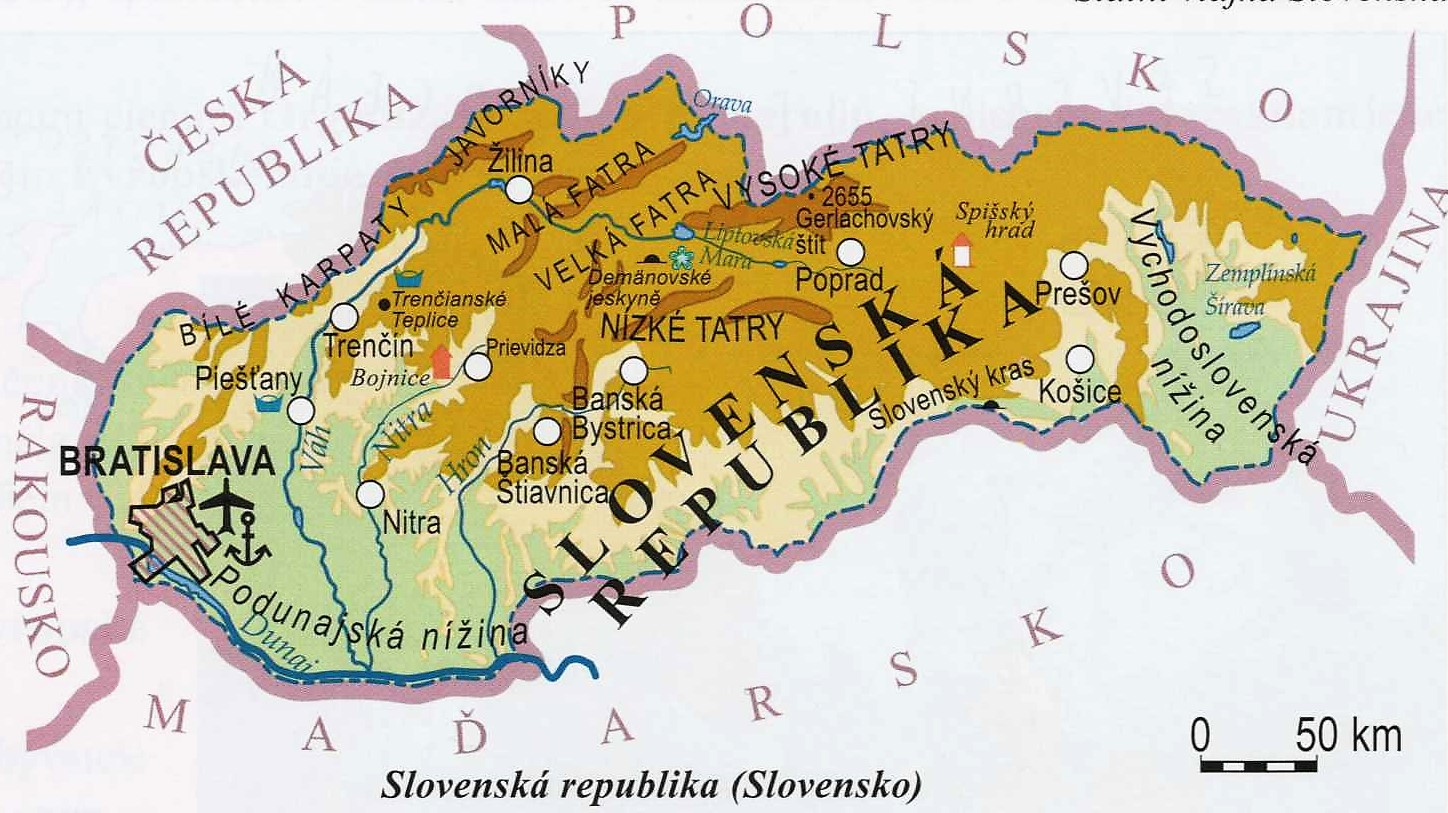 Státní vlajka Slovenska
P O L S K O
ČESKÁ
REPUBLIKA
JAVORNÍKY
Orava
Žilina
MALÁ FATRA
VYSOKÉ TATRY
2655
Gerlachovský
štít
VELKÁ FATRA
Liptovská
Mara
Spišský
hrad
BÍLÉ KARPATY
Poprad
Prešov
Východoslovenská
nížina
Zemplínská
Šírava
UKRAJINA
Demänovské
jeskyně
Trenčianské
Teplice
NÍZKÉ TATRY
Trenčín
Prievidza
Bojnice
Piešťany
Banská
Bystrica
Slovenský kras
Košice
SLOVENSKÁ
REPUBLIKA
RAKOUSKO
BRATISLAVA
Váh
Nitra
Hron
Banská
Štiavnica
Nitra
Podunajská nížina
Dunaj
M A Ď A R S K O
0 50 km
Slovenská republika (Slovensko)